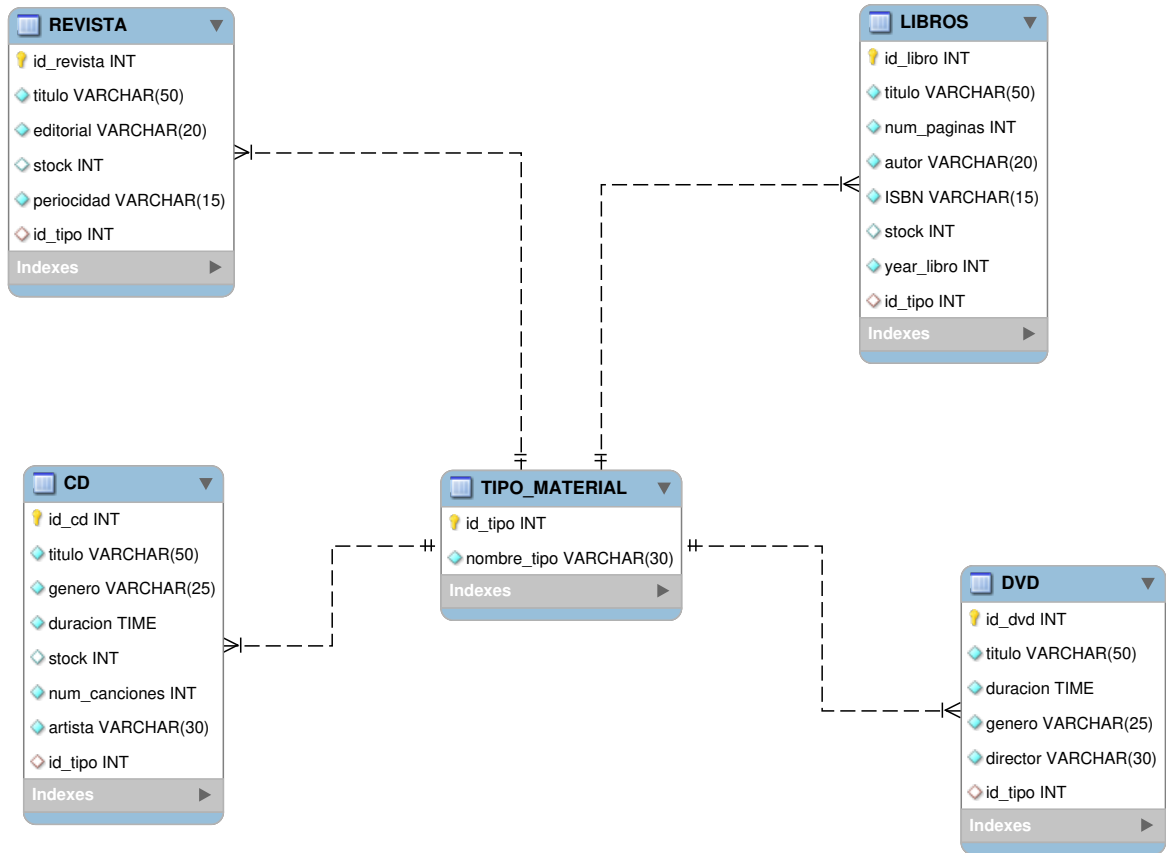 REVISTA
id_revista INT
titulo VARCHAR(50)
editorial VARCHAR(20)
stock INT
periocidad VARCHAR(15)
id_tipo INT
Indexes
LIBROS
id_libro INT
titulo VARCHAR(50)
num_paginas INT
autor VARCHAR(20)
ISBN VARCHAR(15)
stock INT
year_libro INT
id_tipo INT
Indexes
CD
id_cd INT
titulo VARCHAR(50)
genero VARCHAR(25)
duracion TIME
stock INT
num_canciones INT
artista VARCHAR(30)
id_tipo INT
Indexes
TIPO_MATERIAL
id_tipo INT
nombre_tipo VARCHAR(30)
Indexes
DVD
id_dvd INT
titulo VARCHAR(50)
duracion TIME
genero VARCHAR(25)
director VARCHAR(30)
id_tipo INT
Indexes